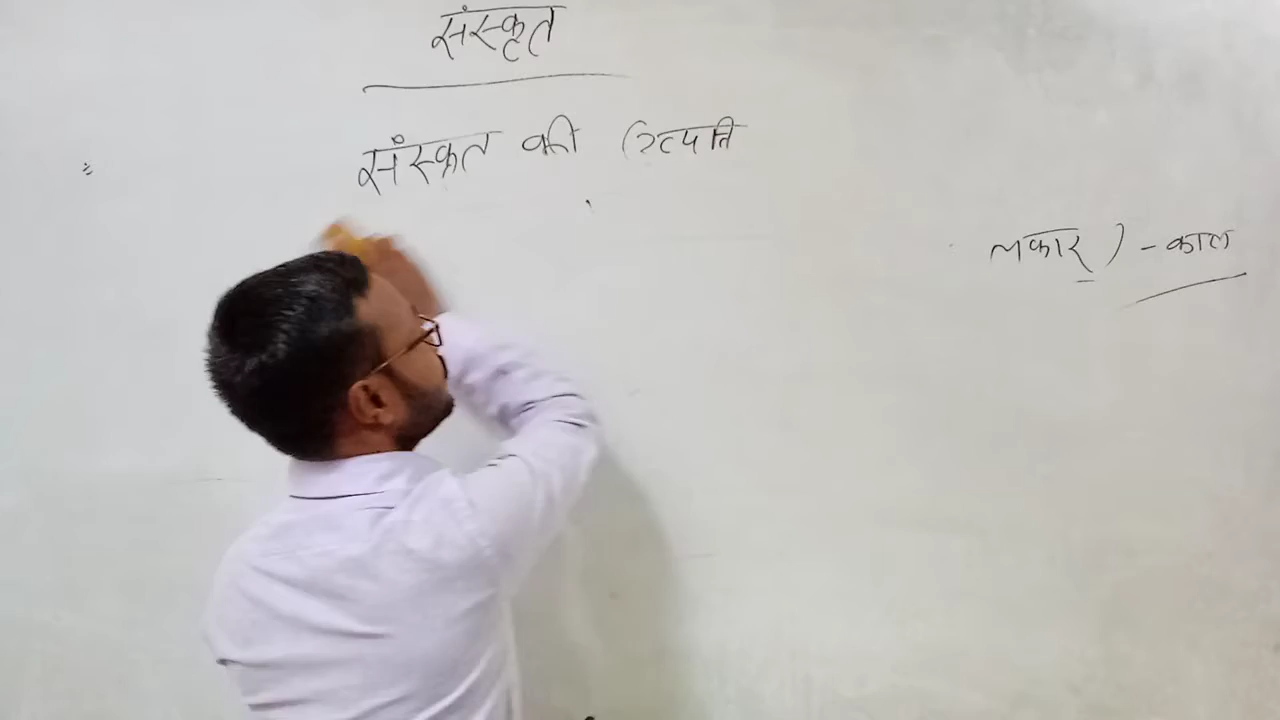 संस्कृत
संस्कृत की उत्पत्ति
लकार ) - काल